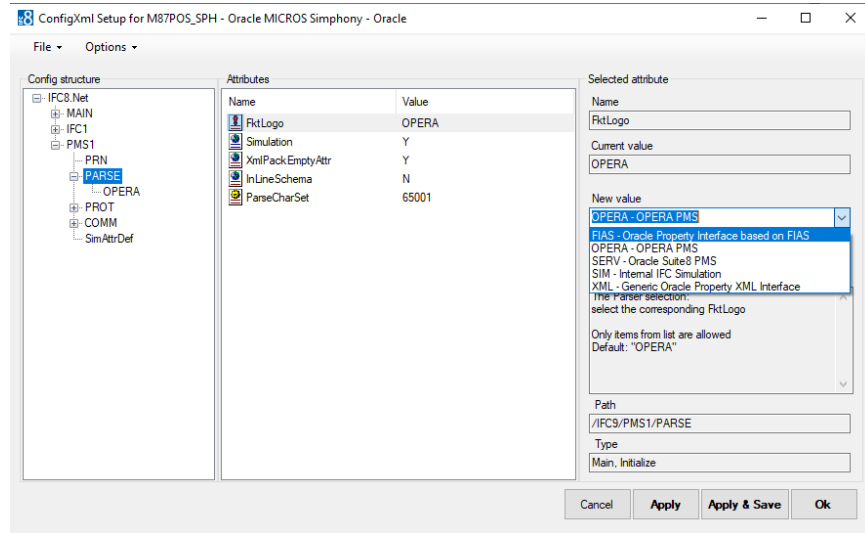 ConfigXml Setup for M87POS_SPH - Oracle MICROS Simphony - Oracle
File Options
Config structure
IFC8.Net
MAIN
IFC1
PMS1
PRN
PARSE
OPERA
PROT
COMM
SimAttrDef
Attributes
Name Value
FktLogo OPERA
Simulation Y
XmlPackEmptyAttr Y
InLineSchema N
ParseCharSet 65001
Selected attribute
Name
FktLogo
Current value
OPERA
New value
OPERA - OPERA PMS
FIAS - Oracle Property Interface based on FIAS
OPERA - OPERA PMS
SERV - Oracle Suite8 PMS
SIM - Internal IFC Simulation
XML - Generic Oracle Property XML Interface
The Parser selection:
select the corresponding FktLogo
Only items from list are allowed
Default: "OPERA"
Path
/IFC9/PMS1/PARSE
Type
Main, Initialize
Cancel Apply Apply & Save Ok